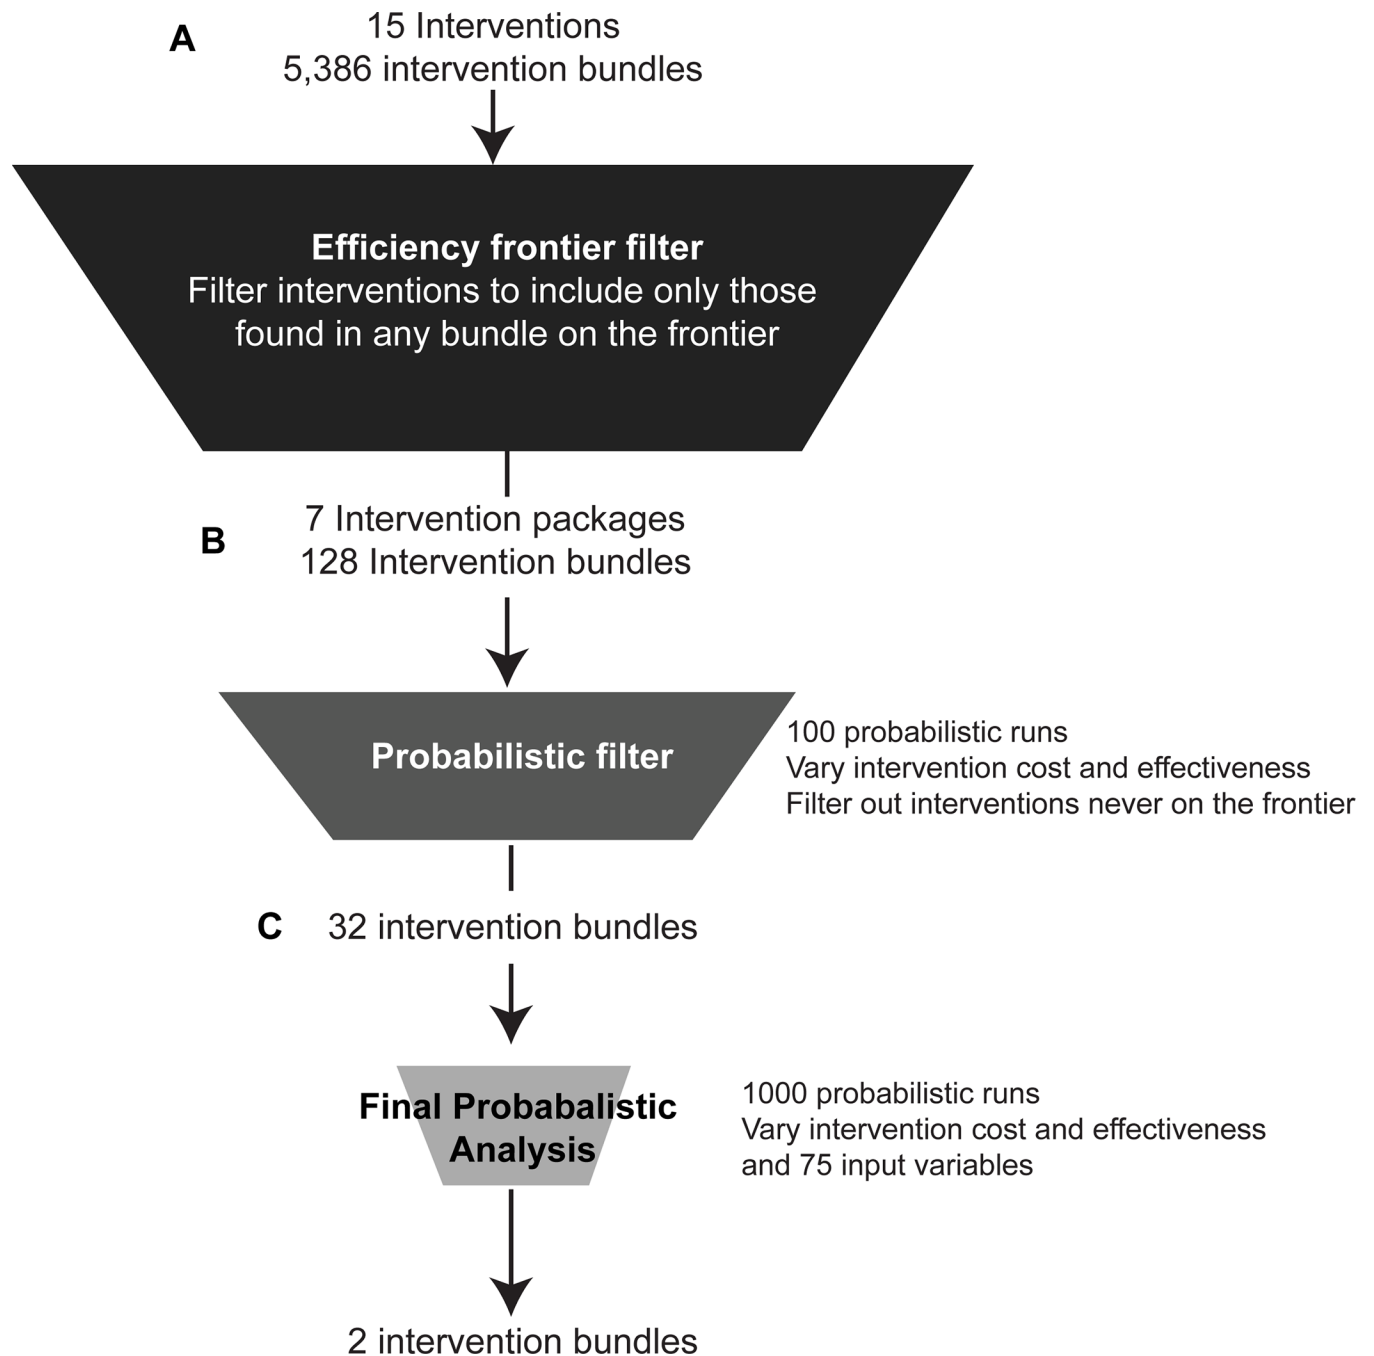 A
15 Interventions
5,386 intervention bundles
Efficiency frontier filter
Filter interventions to include only those
found in any bundle on the frontier
B
7 Intervention packages
128 Intervention bundles
Probabilistic filter
100 probabilistic runs
Vary intervention cost and effectiveness
Filter out interventions never on the frontier
C
32 intervention bundles
Final Probabalistic
Analysis
1000 probabilistic runs
Vary intervention cost and effectiveness
and 75 input variables
2 intervention bundles